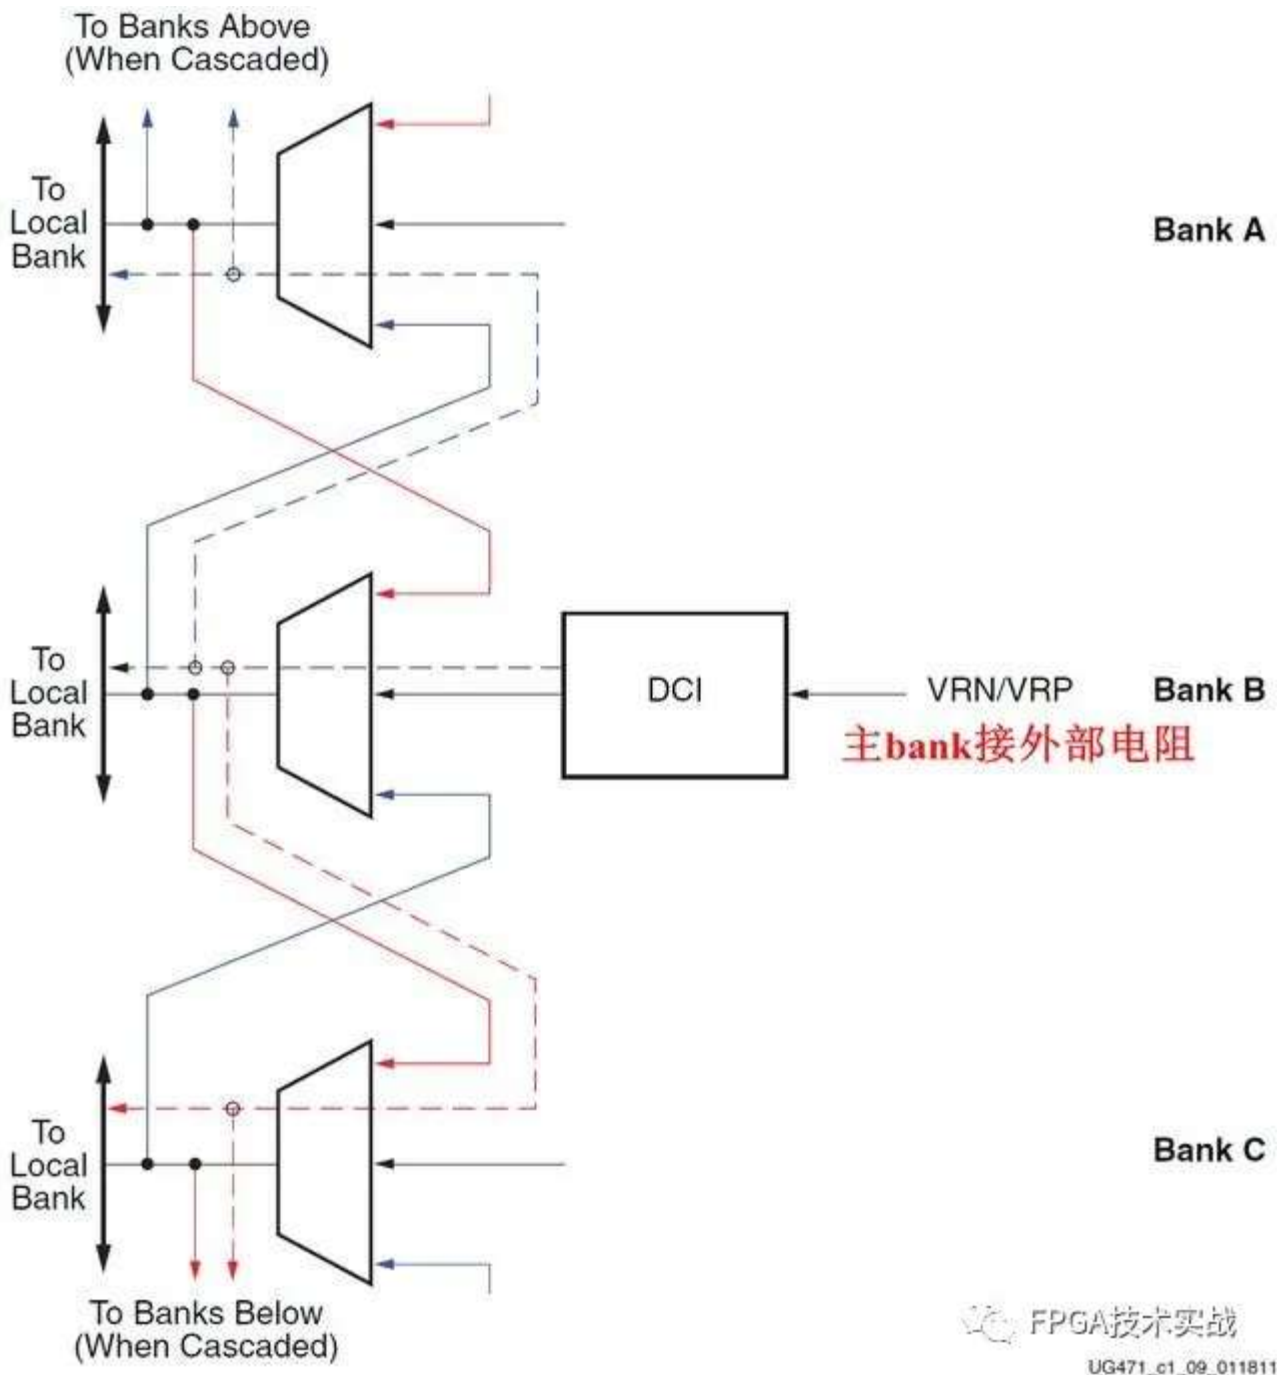 To Banks Above
(When Cascaded)
To
Local
Bank
Bank A
To
Local
Bank
DCI
VRN/VRP
Bank B
主bank接外部电阻
To
Local
Bank
Bank C
To Banks Below
(When Cascaded)
FPGA技术实战
UG471_c1_09_011811